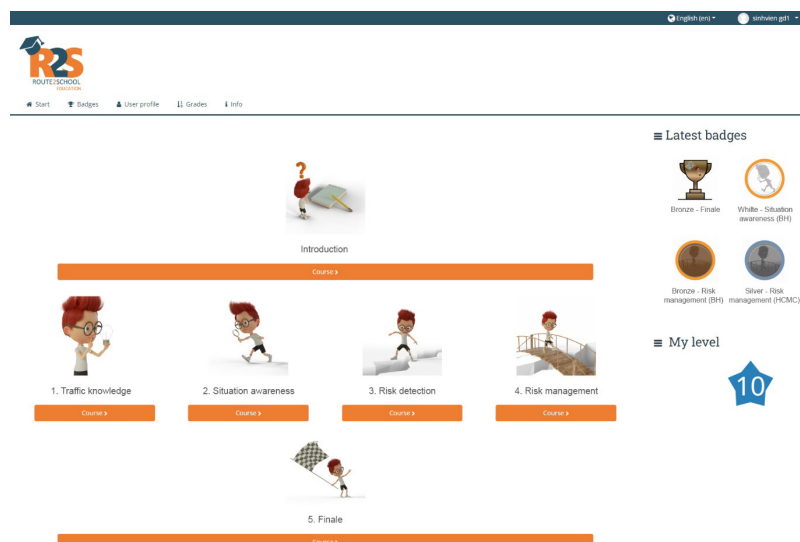 English (en)
sinhvien gd1
R2S
ROUTE2SCHOOL
EDUCATION
Start
Badges
User profile
Grades
Info
Latest badges
Bronze - Finale
White - Situation
awareness (BH)
Bronze - Risk
management (BH)
Silver - Risk
management (HCMC)
My level
10
?
Introduction
Course
1. Traffic knowledge
2. Situation awareness
3. Risk detection
4. Risk management
Course
Course
Course
Course
5. Finale
Course